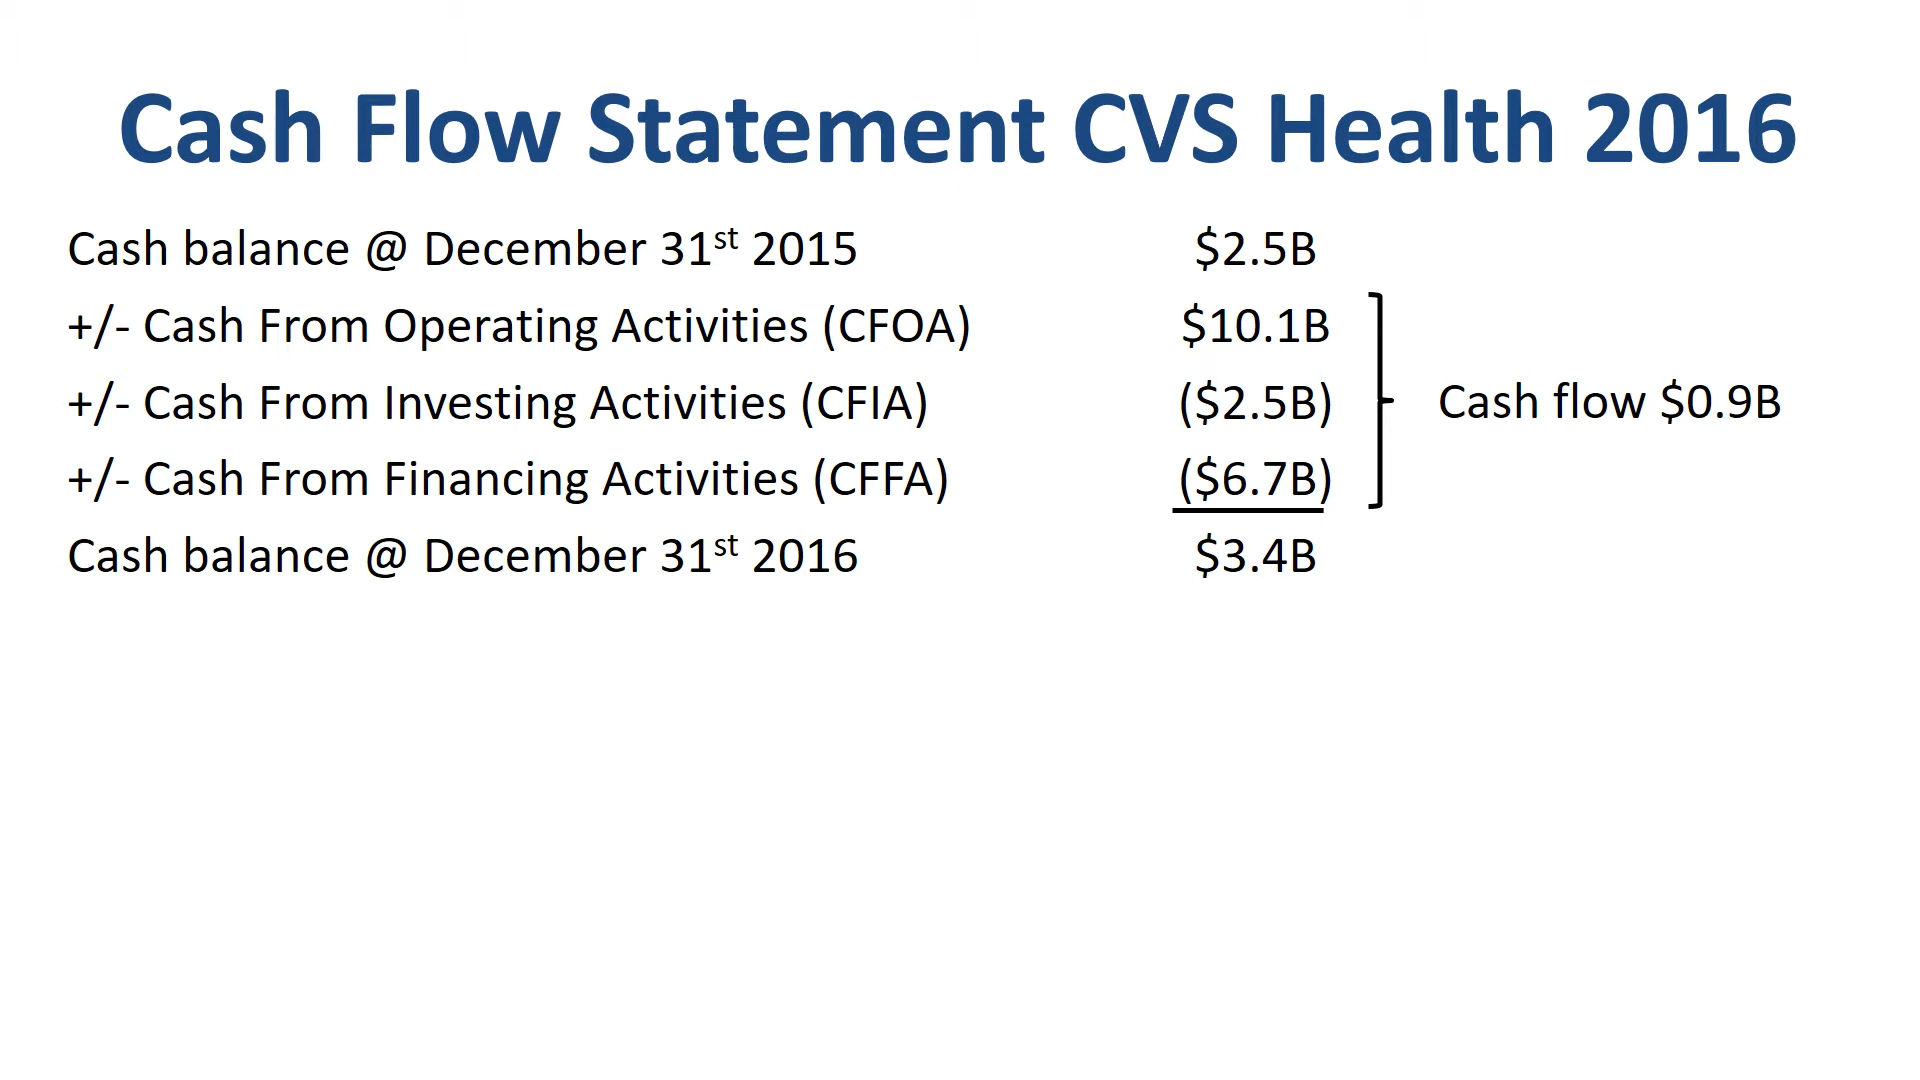 Cash Flow Statement CVS Health 2016
Cash balance @ December 31st 2015 $2.5B
+/- Cash From Operating Activities (CFOA) $10.1B
+/- Cash From Investing Activities (CFIA) ($2.5B) Cash flow $0.9B
+/- Cash From Financing Activities (CFFA) ($6.7B)
Cash balance @ December 31st 2016 $3.4B